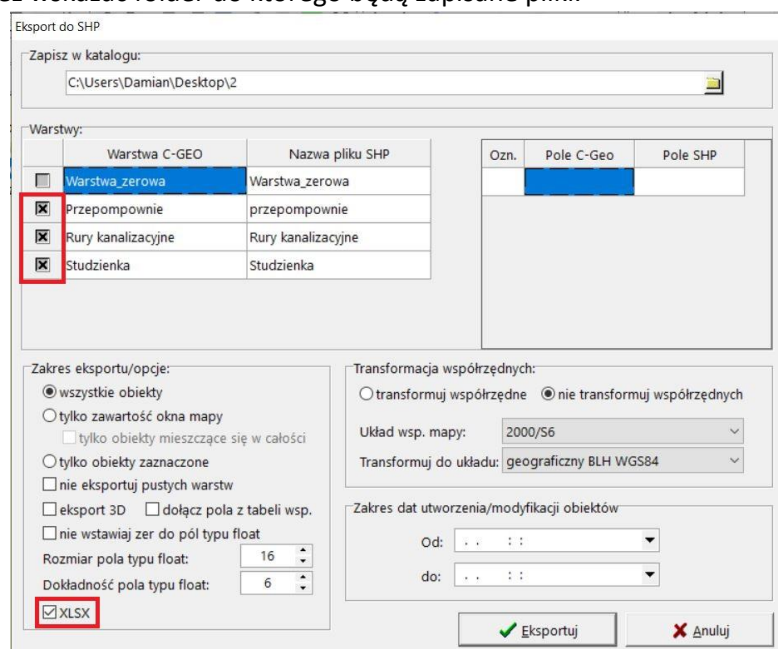 Eksport do SHP
Zapisz w katalogu:
C:\Users\Damian\Desktop\2
Warstwy:
Warstwa C-GEO Nazwa pliku SHP
Warstwa_zerowa Warstwa_zerowa
Przepompownie przepompownie
Rury kanalizacyjne Rury kanalizacyjne
Studzienka Studzienka
Ozn. Pole C-Geo Pole SHP
Zakres eksportu/opcje:
wszystkie obiekty
tylko zawartość okna mapy
tylko obiekty mieszczące się w całości
tylko obiekty zaznaczone
nie eksportuj pustych warstw
eksport 3D dołącz pola z tabeli wsp.
nie wstawiaj zer do pól typu float
Rozmiar pola typu float: 16
Dokładność pola typu float: 6
XLSX
Transformacja współrzędnych:
transformuj współrzędne nie transformuj współrzędnych
Układ wsp. mapy: 2000/S6
Transformuj do układu: geograficzny BLH WGS84
Zakres dat utworzenia/modyfikacji obiektów
Od: . . : :
do: . . : :
Eksportuj Anuluj